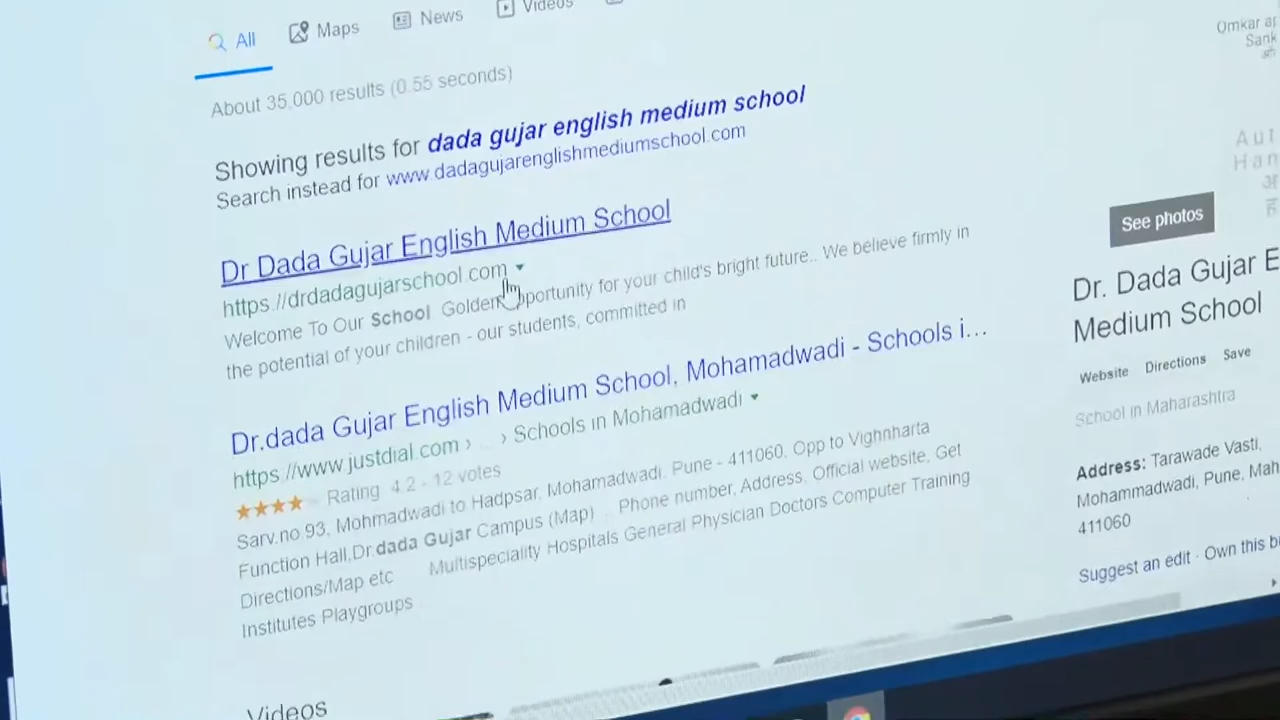 All Maps News Videos
About 35,000 results (0.55 seconds)
Showing results for dada gujar english medium school
Search instead for www.dadagujarenglishmediumschool.com
Dr Dada Gujar English Medium School
https://drdadagujarschool.com
Welcome To Our School Golden opportunity for your child's bright future.. We believe firmly in
the potential of your children - our students, committed in
Dr.dada Gujar English Medium School, Mohamadwadi - Schools i...
https://www.justdial.com › ... › Schools in Mohamadwadi
Rating 4.2 - 12 votes
Sarv.no 93, Mohmadwadi to Hadpsar, Mohamadwadi, Pune - 411060, Opp to Vighnharta
Function Hall,Dr.dada Gujar Campus (Map) Phone number, Address, Official website, Get
Directions/Map etc Multispeciality Hospitals General Physician Doctors Computer Training
Institutes Playgroups
Videos
Omkar
See photos
Dr. Dada Gujar E
Medium School
Website Directions Save
School in Maharashtra
Address: Tarawade Vasti,
Mohammadwadi, Pune, Mah
411060
Suggest an edit · Own this b